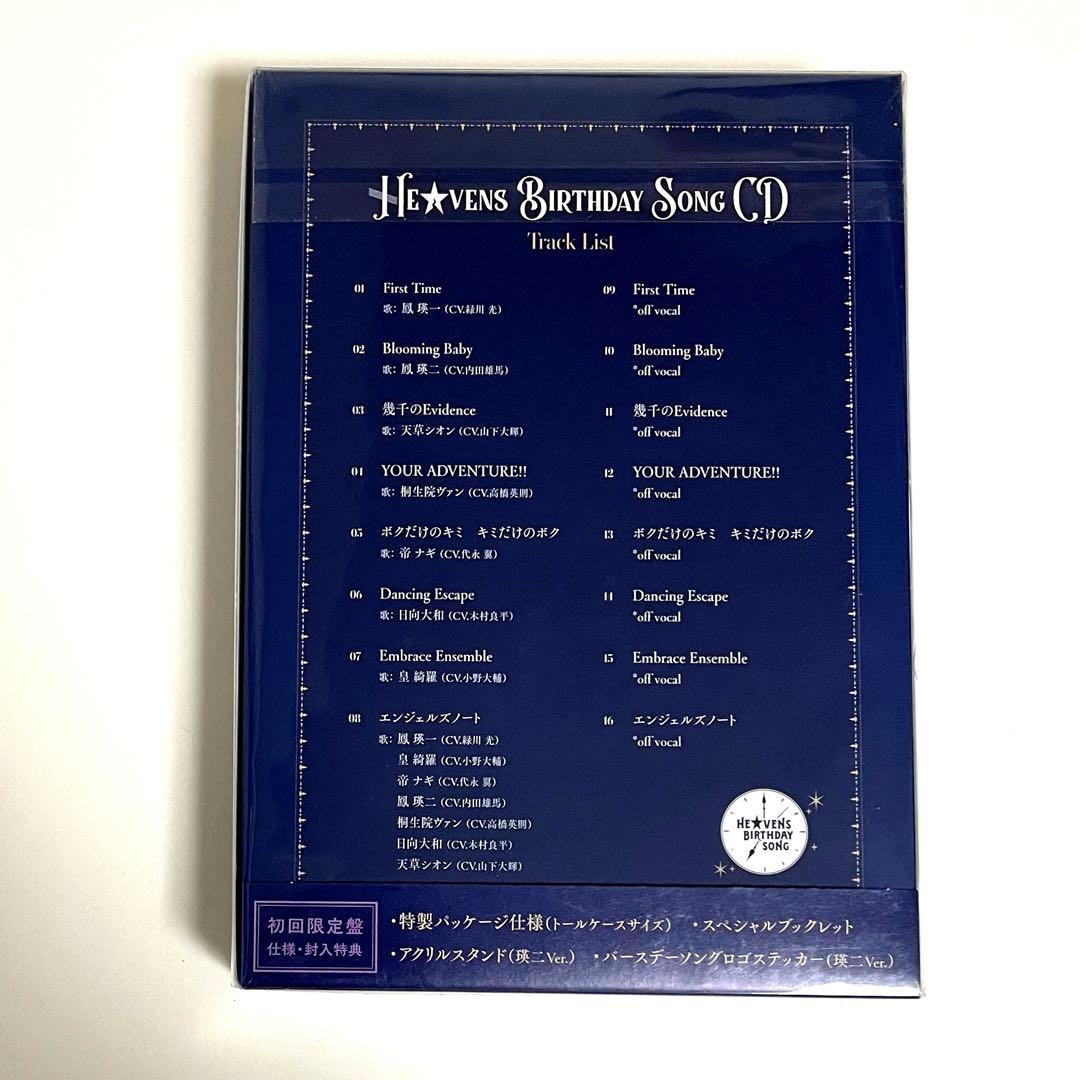 HE★VENS BIRTHDAY SONG CD
Track List
01 First Time
歌: 鳳 瑛一 (CV.緑川 光)
02 Blooming Baby
歌: 鳳 瑛二 (CV.内田雄馬)
03 幾千のEvidence
歌: 天草シオン (CV.山下大輝)
04 YOUR ADVENTURE!!
歌: 桐生院ヴァン (CV.高橋英則)
05 ボクだけのキミ キミだけのボク
歌: 帝 ナギ (CV.代永 翼)
06 Dancing Escape
歌: 日向大和 (CV.木村良平)
07 Embrace Ensemble
歌: 皇 綺羅 (CV.小野大輔)
08 エンジェルズノート
歌: 鳳 瑛一 (CV.緑川 光)
皇 綺羅 (CV.小野大輔)
帝 ナギ (CV.代永 翼)
鳳 瑛二 (CV.内田雄馬)
桐生院ヴァン (CV.高橋英則)
日向大和 (CV.木村良平)
天草シオン (CV.山下大輝)
09 First Time
*off vocal
10 Blooming Baby
*off vocal
11 幾千のEvidence
*off vocal
12 YOUR ADVENTURE!!
*off vocal
13 ボクだけのキミ キミだけのボク
*off vocal
14 Dancing Escape
*off vocal
15 Embrace Ensemble
*off vocal
16 エンジェルズノート
*off vocal
HE★VENS
BIRTHDAY
SONG
初回限定盤
仕様・封入特典
・特製パッケージ仕様(トールケースサイズ) ・スペシャルブックレット
・アクリルスタンド(瑛二Ver.) ・バースデーソングロゴステッカー(瑛二Ver.)